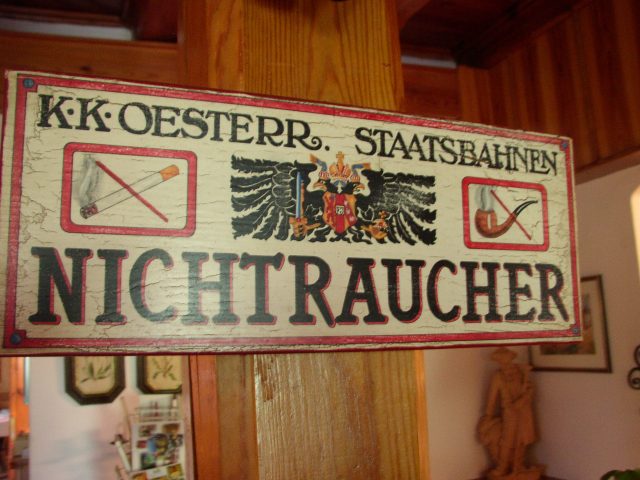 K·K·OESTERR. STAATSBAHNEN
NICHTRAUCHER